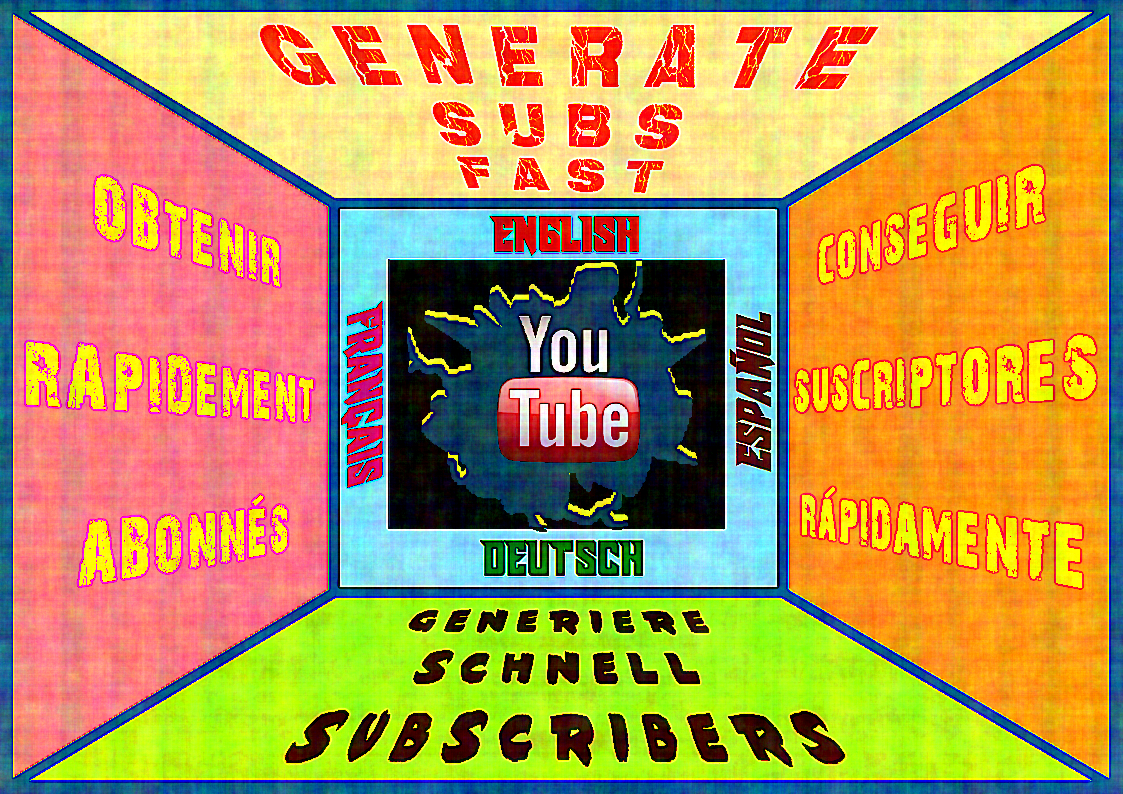 GENERATE
SUBS
FAST
OBTENIR
RAPIDEMENT
ABONNÉS
ENGLISH
FRANÇAIS
You
Tube
ESPAÑOL
DEUTSCH
CONSEGUIR
SUSCRIPTORES
RÁPIDAMENTE
GENERIERE
SCHNELL
SUBSCRIBERS